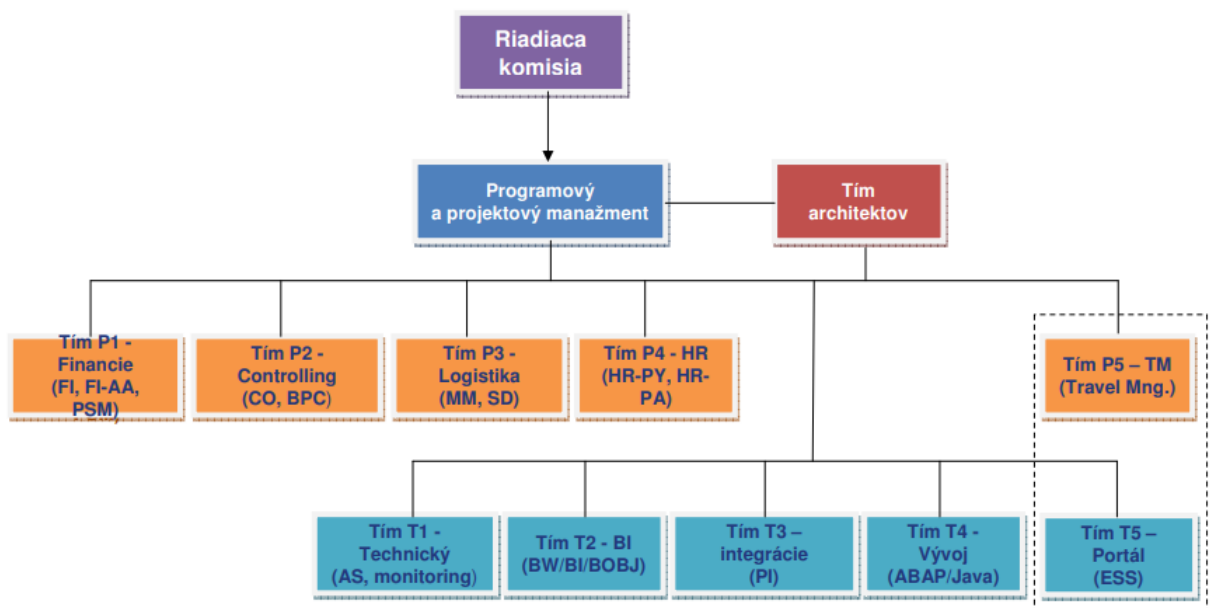 Riadiaca
komisia
Programový
a projektový manažment
Tím
architektov
Tím P1 -
Financie
(FI, FI-AA,
PSM)
Tím P2 -
Controlling
(CO, BPC)
Tím P3 -
Logistika
(MM, SD)
Tím P4 - HR
(HR-PY, HR-
PA)
Tím P5 – TM
(Travel Mng.)
Tím T1 -
Technický
(AS, monitoring)
Tím T2 - BI
(BW/BI/BOBJ)
Tím T3 –
integrácie
(PI)
Tím T4 -
Vývoj
(ABAP/Java)
Tím T5 –
Portál
(ESS)